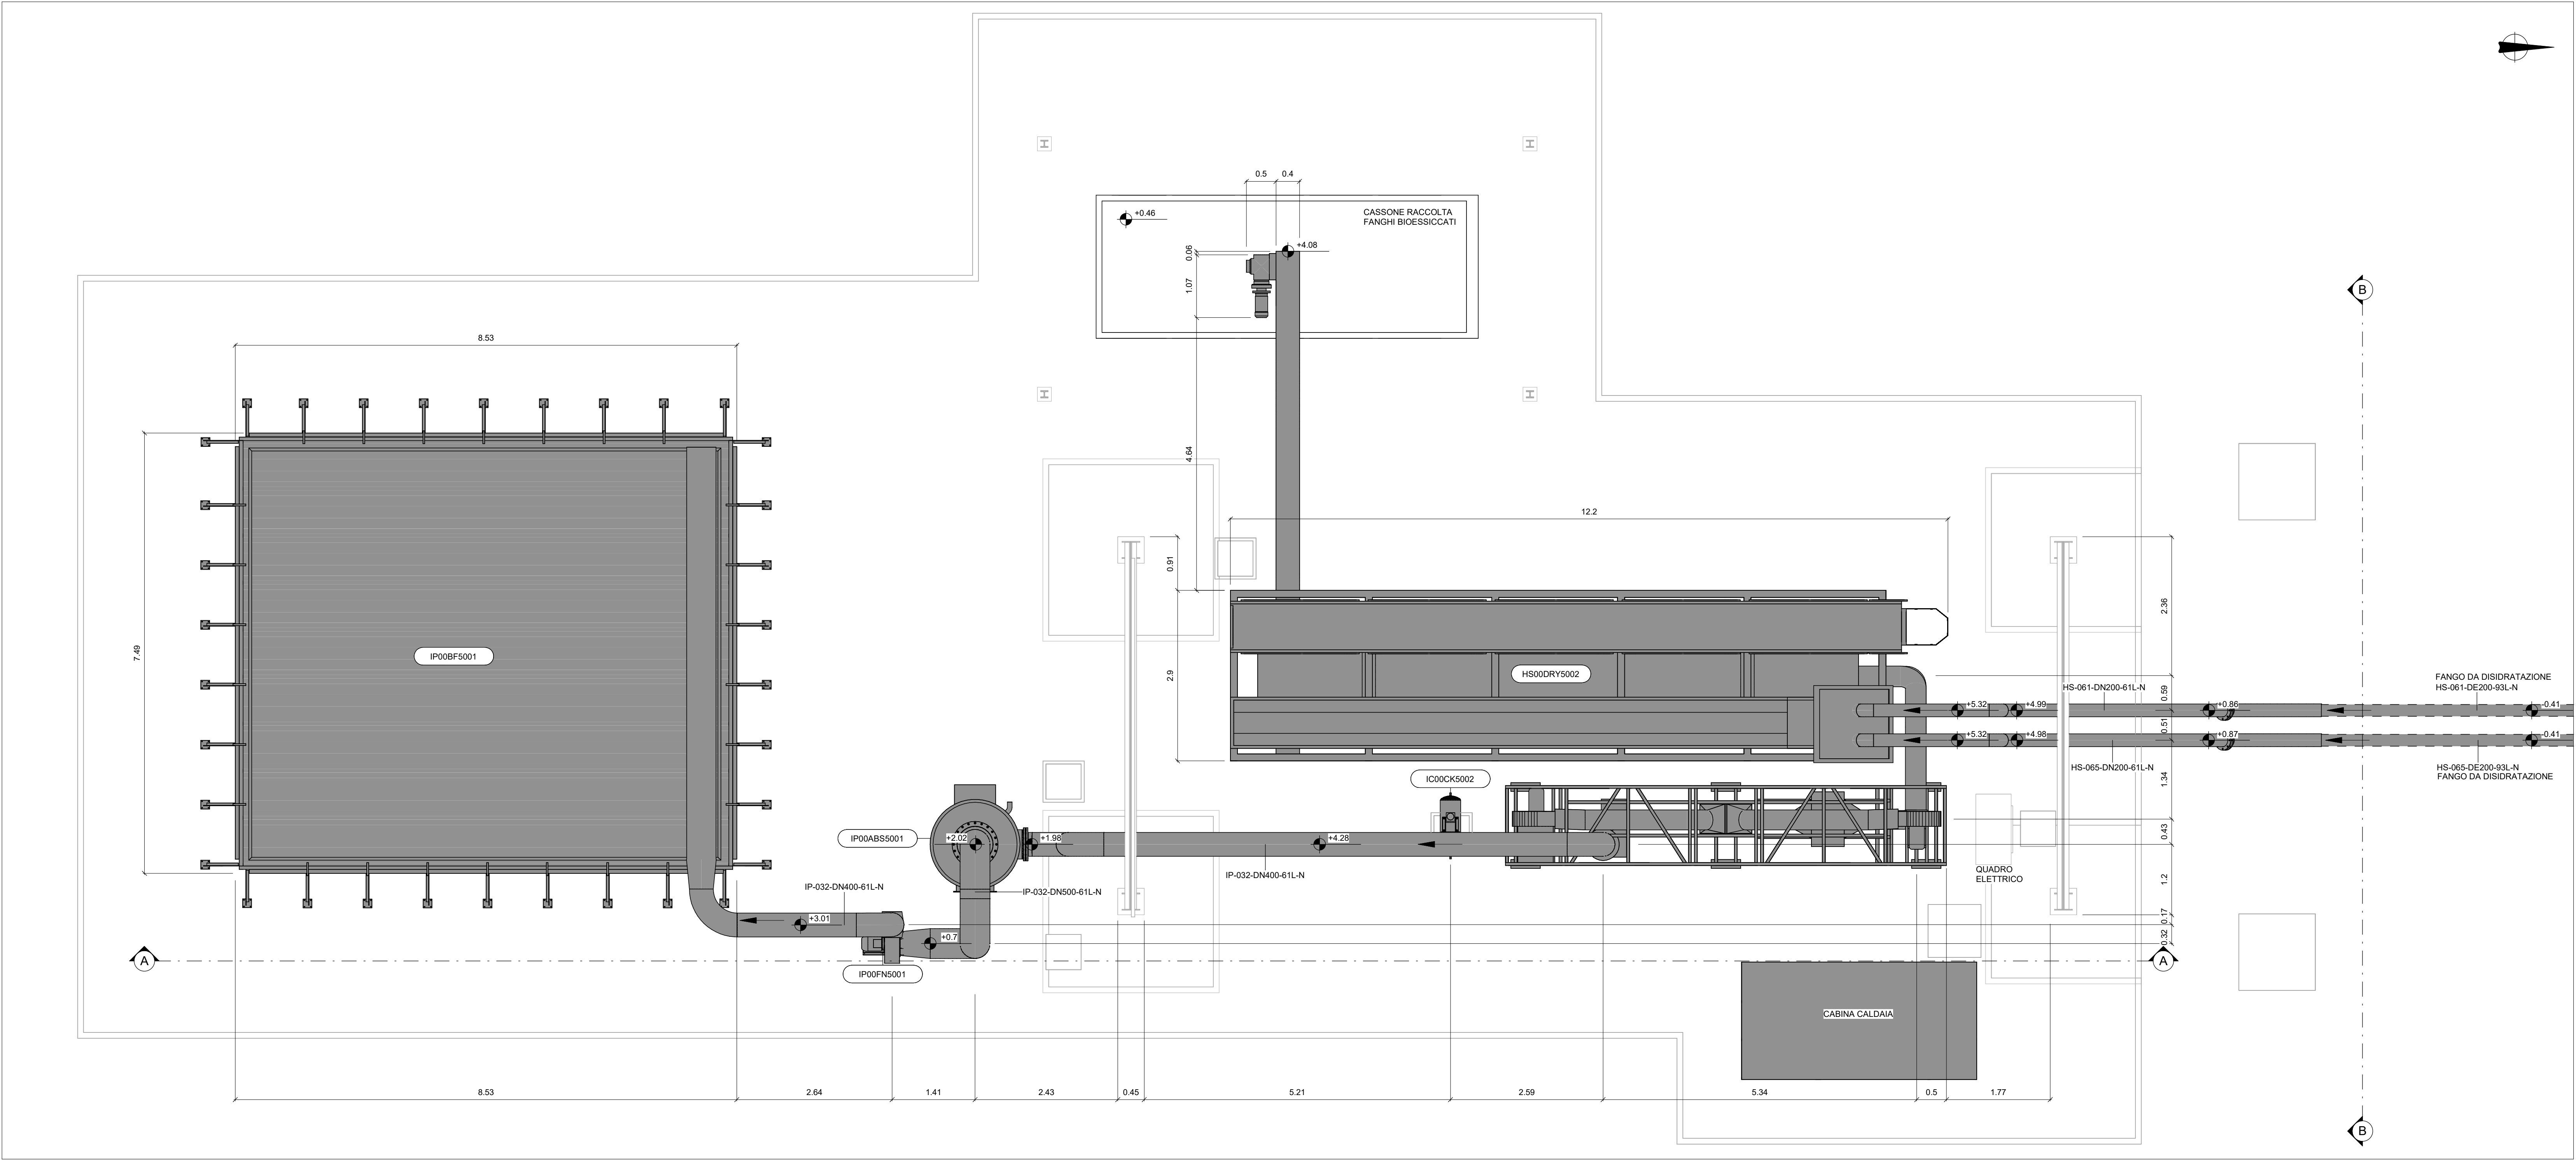 0.5
0.4
+0.46
CASSONE RACCOLTA
FANGHI BIOESSICCATI
+4.08
0.06
1.07
B
8.53
4.64
12.2
7.49
0.91
2.36
IP00BF5001
2.9
HS00DRY5002
0.59
FANGO DA DISIDRATAZIONE
HS-061-DE200-93L-N
HS-061-DN200-61L-N
+5.32
+4.99
+0.86
-0.41
0.51
+5.32
+4.98
+0.87
-0.41
HS-065-DN200-61L-N
HS-065-DE200-93L-N
FANGO DA DISIDRATAZIONE
1.34
IC00CK5002
IP00ABS5001
+2.02
+1.98
+4.28
0.43
IP-032-DN400-61L-N
QUADRO
ELETTRICO
1.2
IP-032-DN400-61L-N
IP-032-DN500-61L-N
+3.01
0.17
+0.7
0.32
A
A
IP00FN5001
CABINA CALDAIA
8.53
2.64
1.41
2.43
0.45
5.21
2.59
5.34
0.5
1.77
B